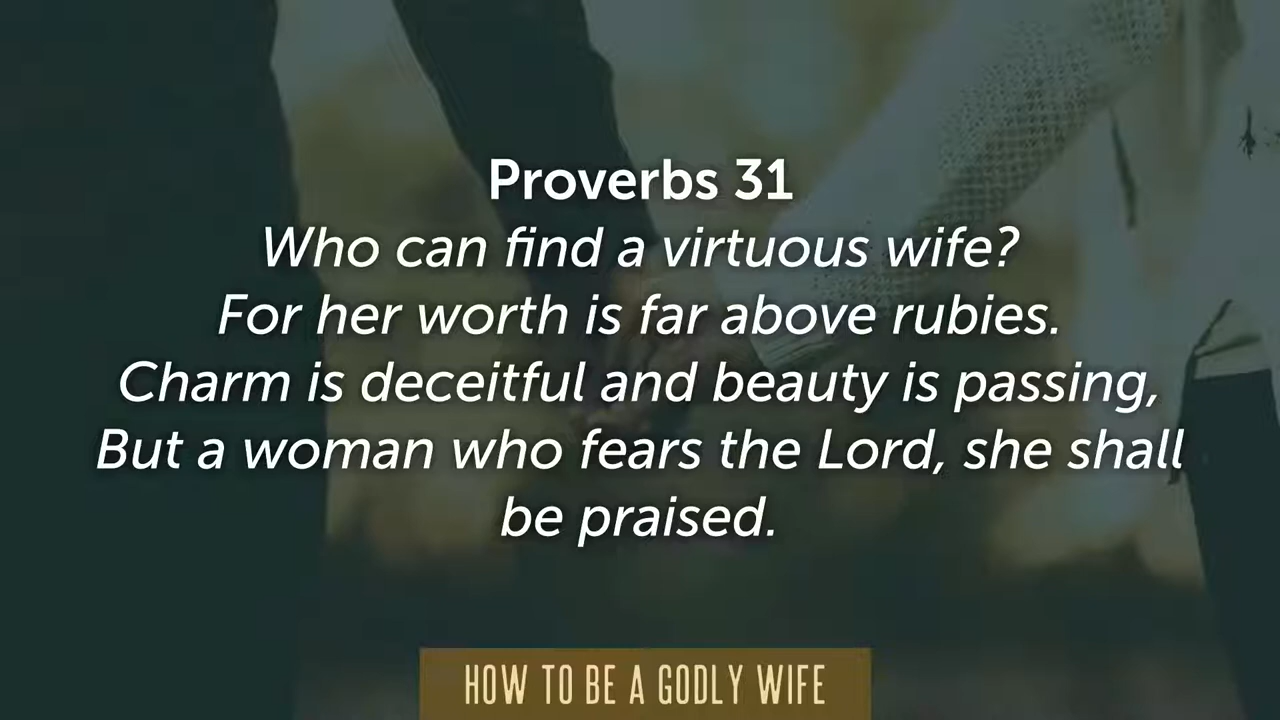 Proverbs 31
Who can find a virtuous wife?
For her worth is far above rubies.
Charm is deceitful and beauty is passing,
But a woman who fears the Lord, she shall
be praised.
HOW TO BE A GODLY WIFE